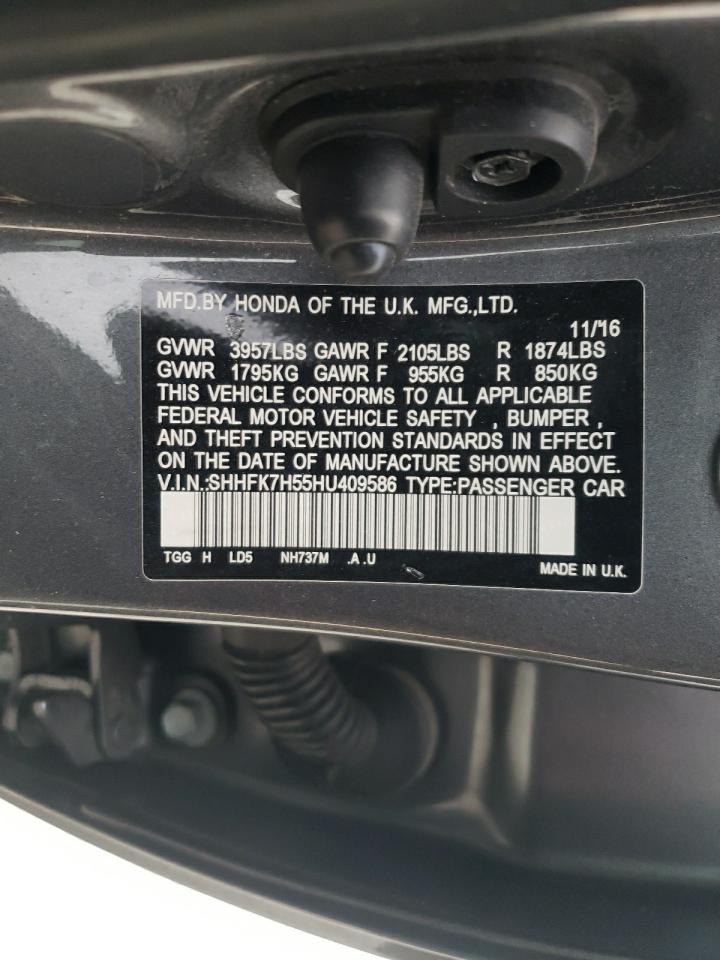 MFD.BY HONDA OF THE U.K. MFG.,LTD.
11/'16
GVWR 3957LBS GAWR F 2105LBS R 1874LBS
GVWR 1795KG GAWR F 955KG R 850KG
THIS VEHICLE CONFORMS TO ALL APPLICABLE
FEDERAL MOTOR VEHICLE SAFETY , BUMPER ,
AND THEFT PREVENTION STANDARDS IN EFFECT
ON THE DATE OF MANUFACTURE SHOWN ABOVE.
V.I.N.:SHHFK7H55HU409586 TYPE:PASSENGER CAR
TGG H LD5 NH737M .A .U
MADE IN U.K.